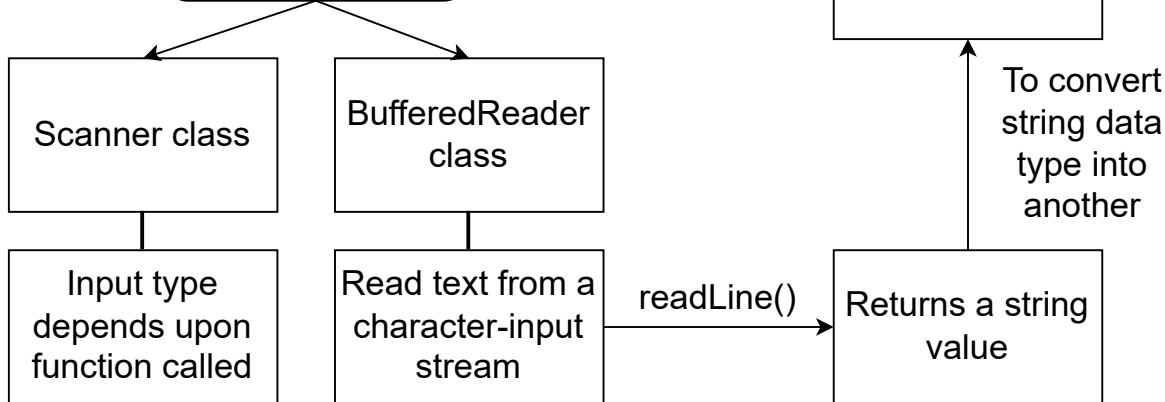 Scanner class
BufferedReader
class
To convert
string data
type into
another
Input type
depends upon
function called
Read text from a
character-input
stream
readLine()
Returns a string
value